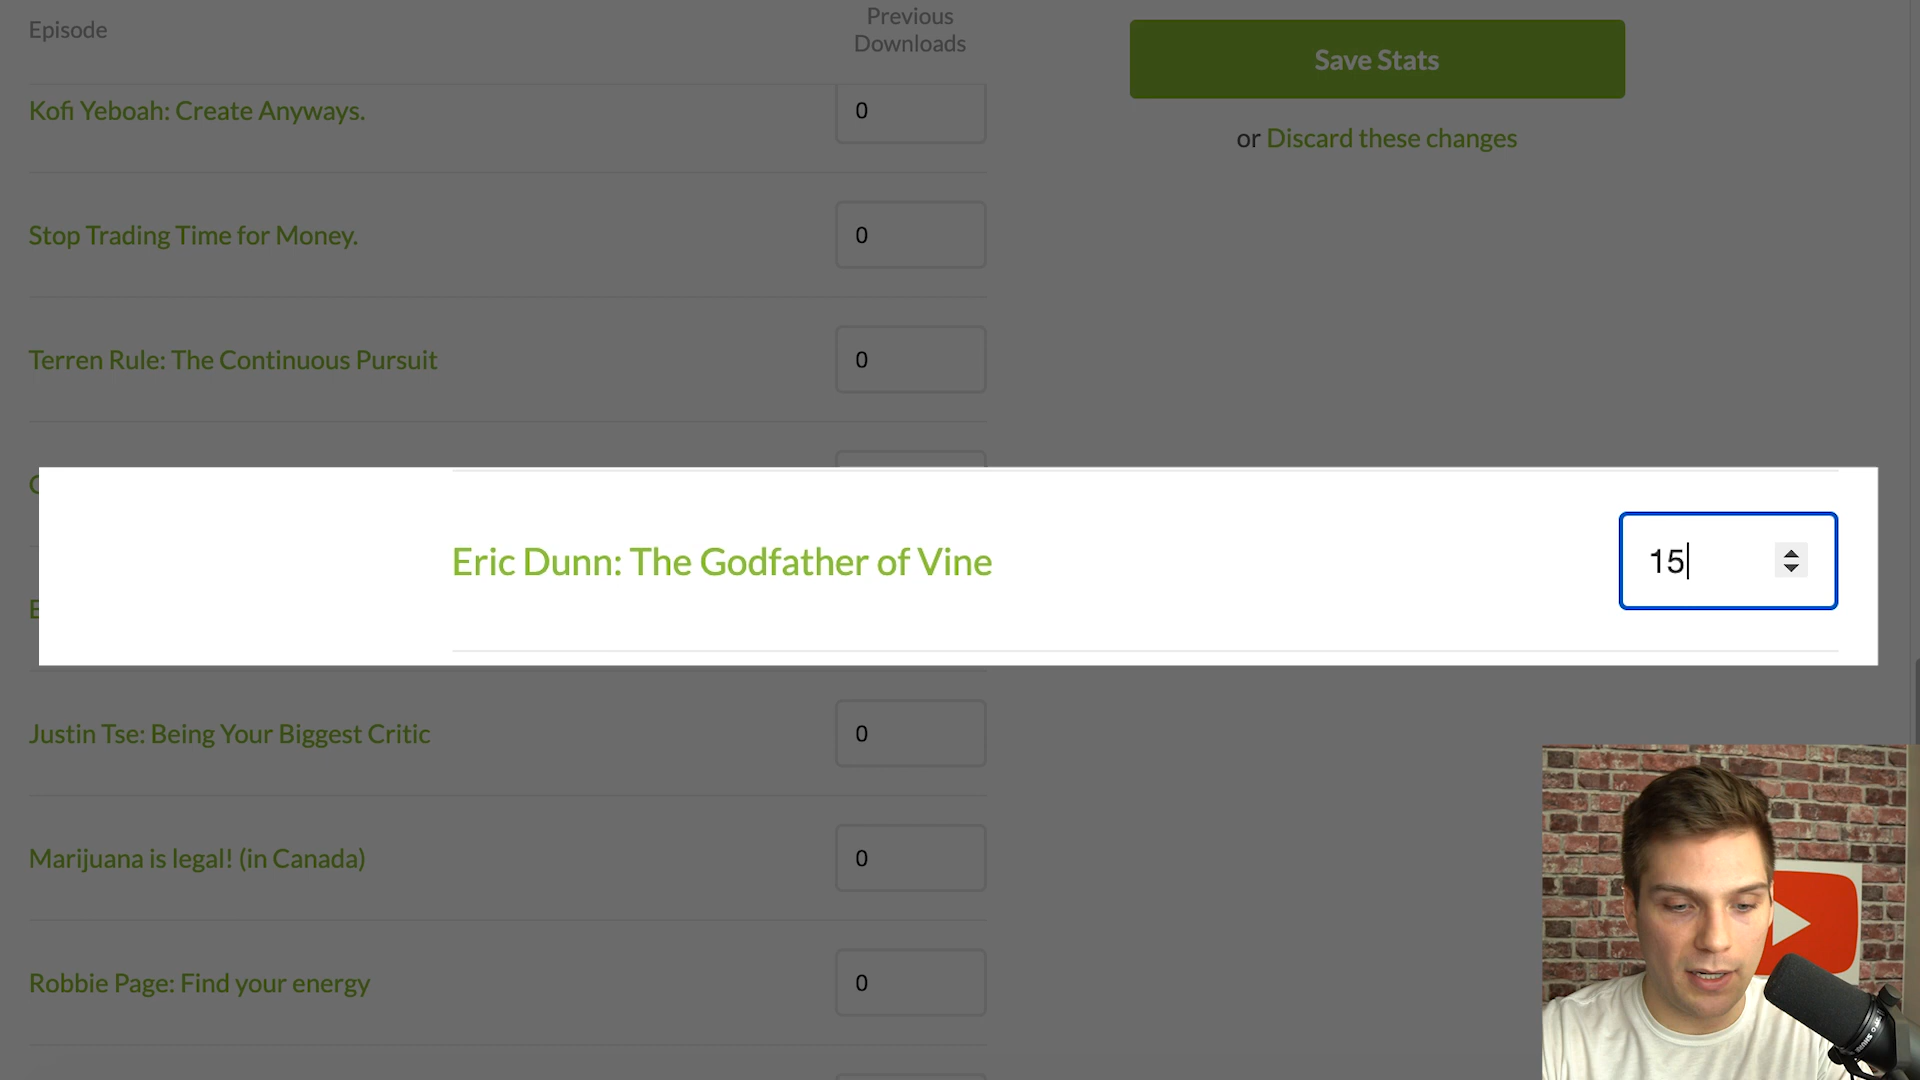 Episode
Previous
Downloads
Save Stats
or Discard these changes
Kofi Yeboah: Create Anyways.
0
Stop Trading Time for Money.
0
Terren Rule: The Continuous Pursuit
0
Eric Dunn: The Godfather of Vine
15
Justin Tse: Being Your Biggest Critic
0
Marijuana is legal! (in Canada)
0
Robbie Page: Find your energy
0